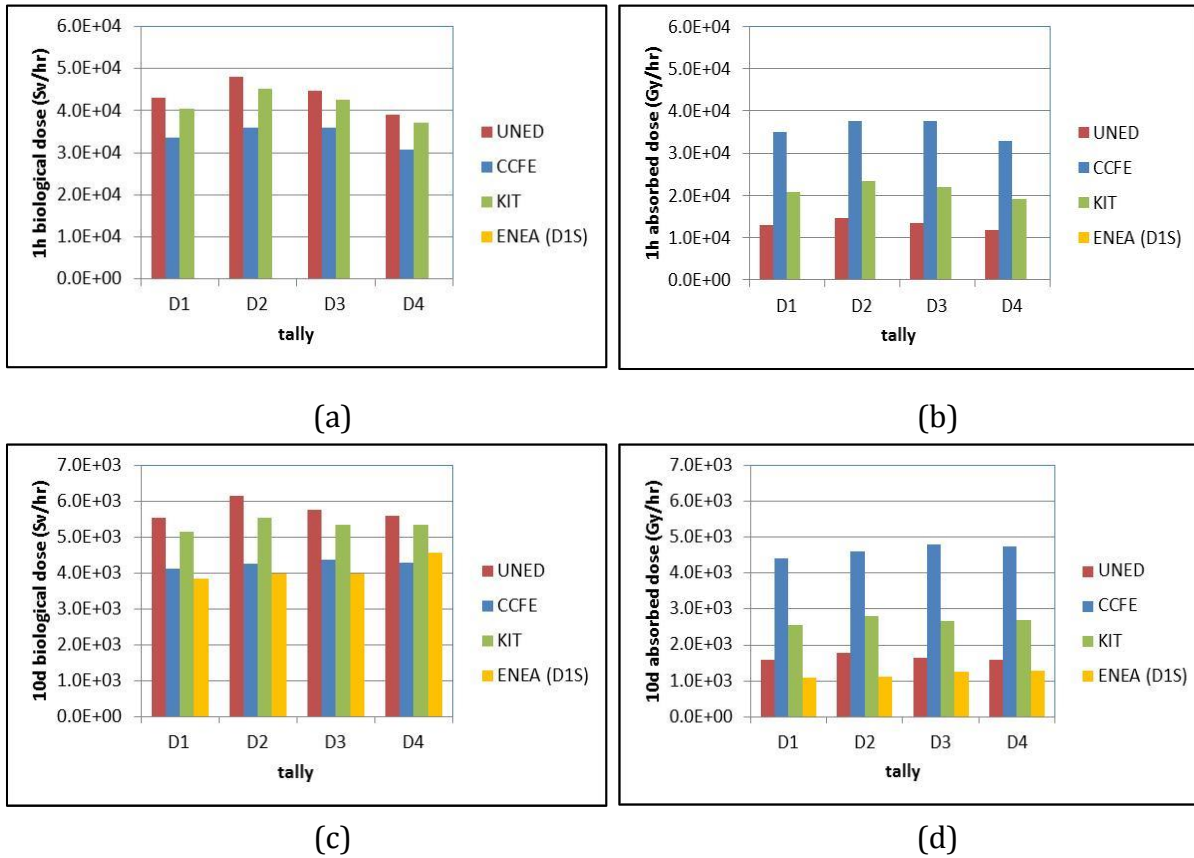 1h biological dose (Sv/hr)
6.0E+04
5.0E+04
4.0E+04
3.0E+04
2.0E+04
1.0E+04
0.0E+00
D1 D2 D3 D4
tally
UNED
CCFE
KIT
ENEA (D1S)
(a)
1h absorbed dose (Gy/hr)
6.0E+04
5.0E+04
4.0E+04
3.0E+04
2.0E+04
1.0E+04
0.0E+00
D1 D2 D3 D4
tally
UNED
CCFE
KIT
ENEA (D1S)
(b)
10d biological dose (Sv/hr)
7.0E+03
6.0E+03
5.0E+03
4.0E+03
3.0E+03
2.0E+03
1.0E+03
0.0E+00
D1 D2 D3 D4
tally
UNED
CCFE
KIT
ENEA (D1S)
(c)
10d absorbed dose (Gy/hr)
7.0E+03
6.0E+03
5.0E+03
4.0E+03
3.0E+03
2.0E+03
1.0E+03
0.0E+00
D1 D2 D3 D4
tally
UNED
CCFE
KIT
ENEA (D1S)
(d)